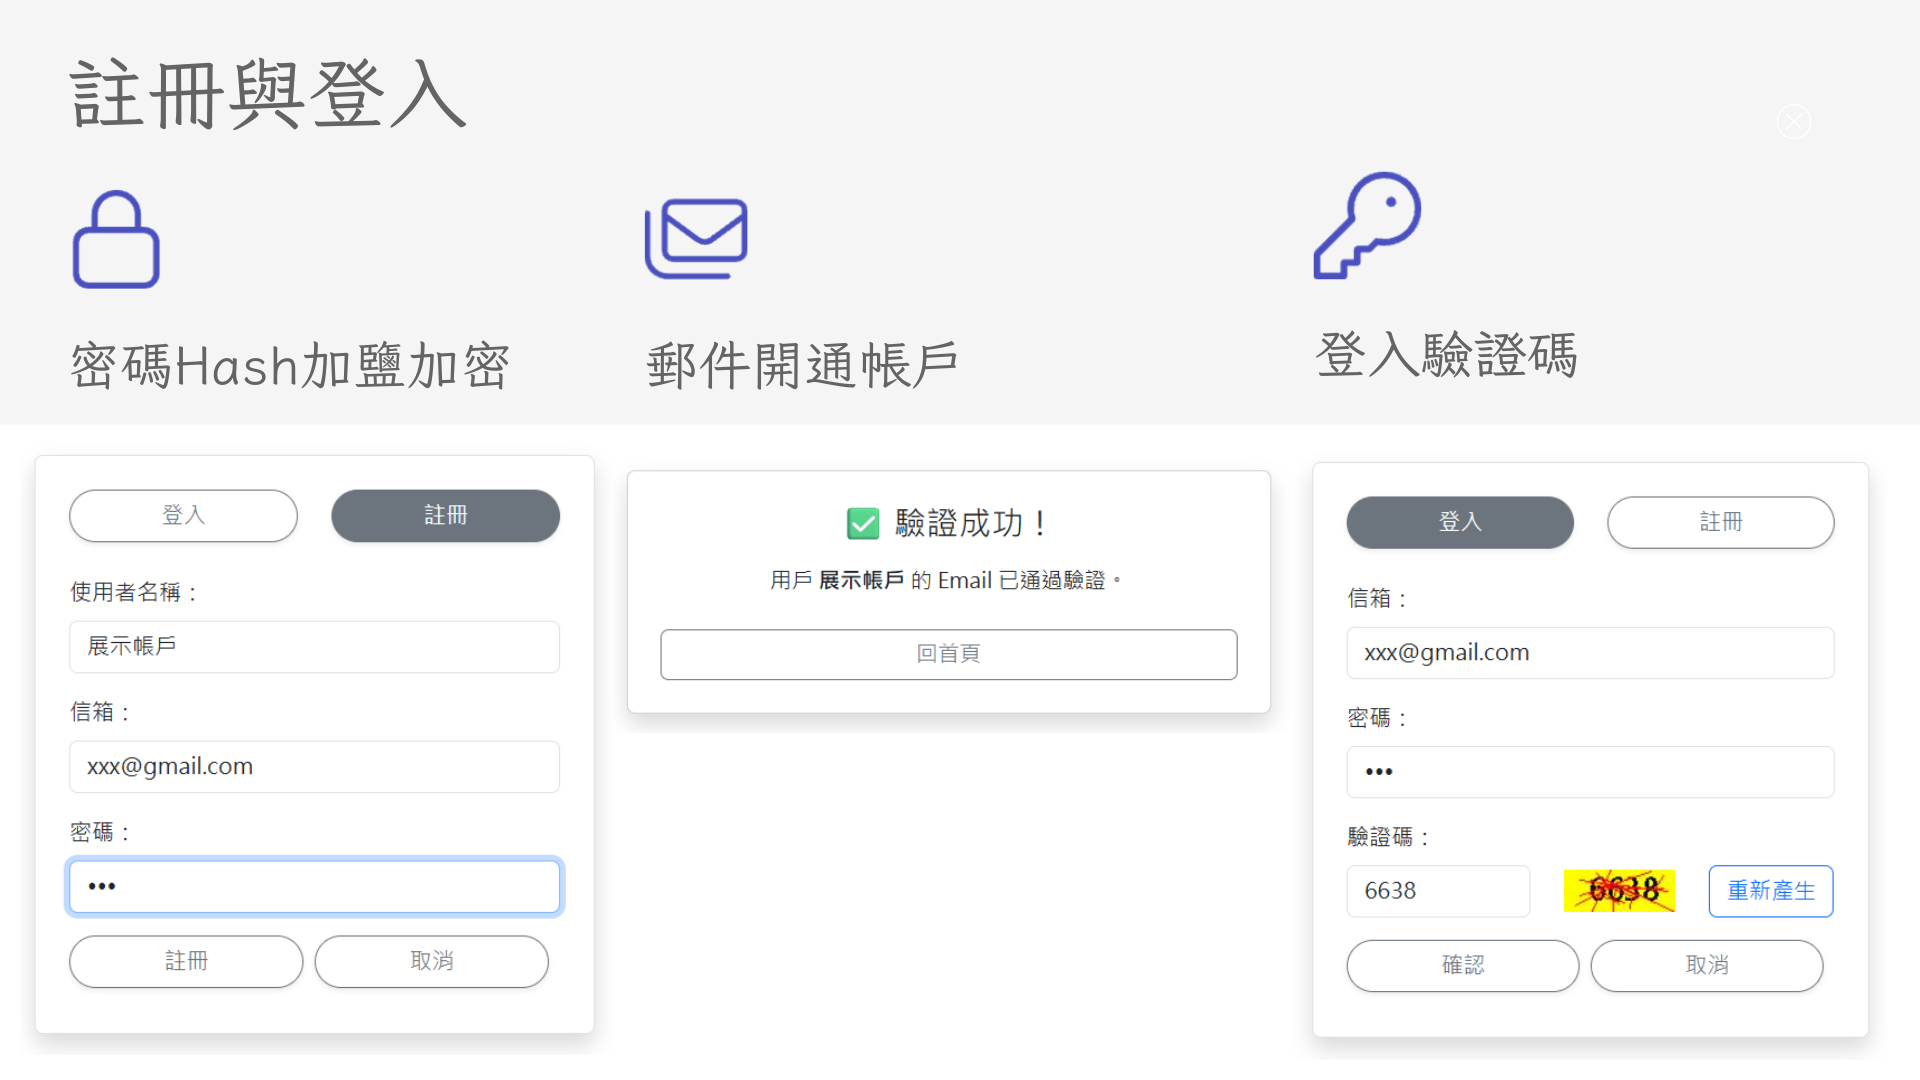 註冊與登入
密碼Hash加鹽加密
郵件開通帳戶
登入驗證碼
登入
註冊
使用者名稱：
展示帳戶
信箱：
xxx@gmail.com
密碼：
•••
註冊
取消
✅ 驗證成功！
用戶 展示帳戶 的 Email 已通過驗證。
回首頁
登入
註冊
信箱：
xxx@gmail.com
密碼：
•••
驗證碼：
6638
6638
重新產生
確認
取消